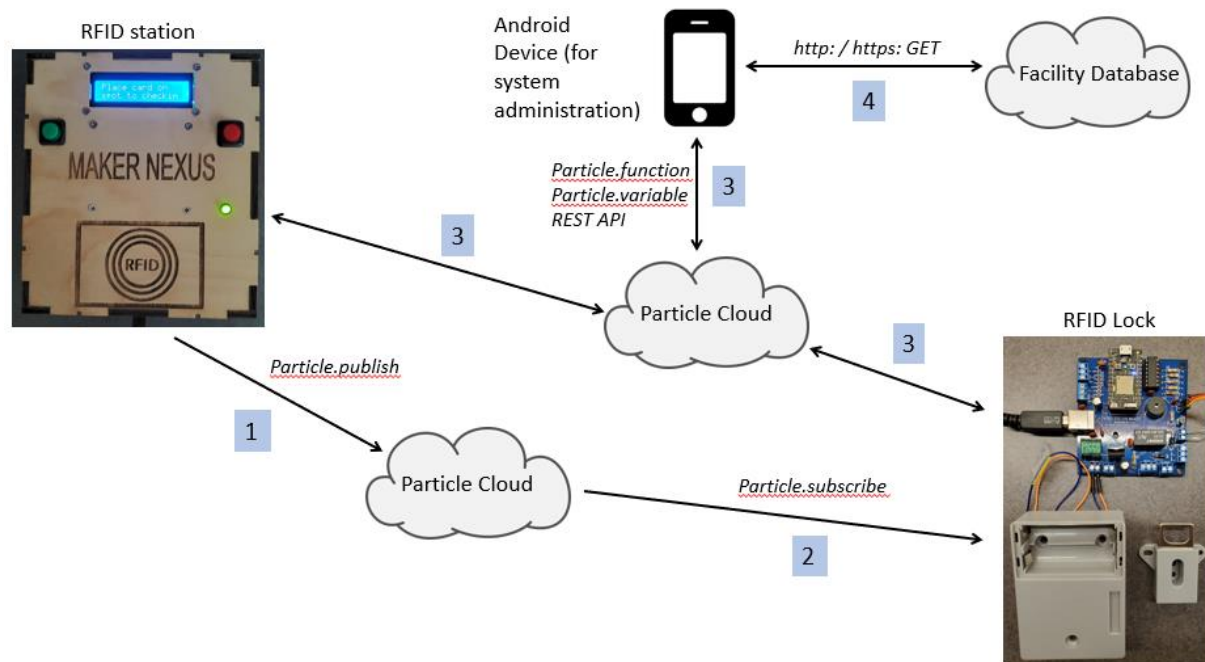 RFID station
Place card on
spot to checkin
MAKER NEXUS
RFID
Android
Device (for
system
administration)
http: / https: GET
4
Facility Database
Particle.function
Particle.variable
REST API
3
3
Particle Cloud
3
RFID Lock
Particle.publish
1
Particle Cloud
Particle.subscribe
2